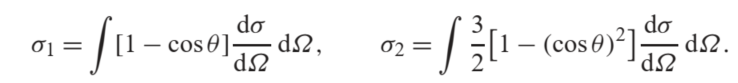 σ₁ = ∫ [1 − cos θ] dσ/dΩ dΩ,    σ₂ = ∫ 3/2 [1 − (cos θ)²] dσ/dΩ dΩ.